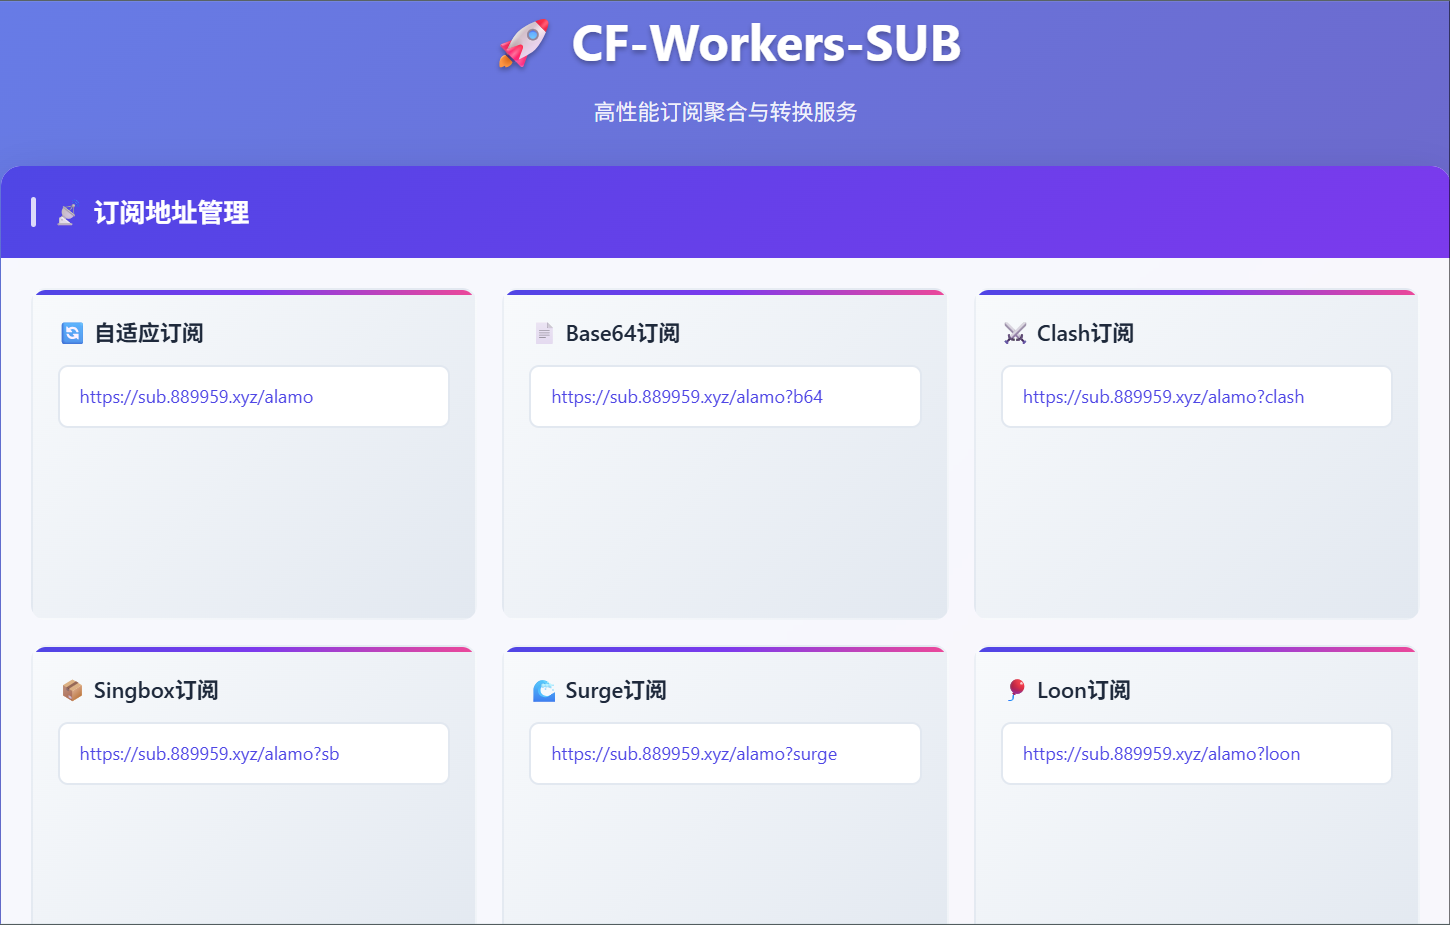 CF-Workers-SUB
高性能订阅聚合与转换服务
订阅地址管理
自适应订阅
https://sub.889959.xyz/alamo
Base64订阅
https://sub.889959.xyz/alamo?b64
Clash订阅
https://sub.889959.xyz/alamo?clash
Singbox订阅
https://sub.889959.xyz/alamo?sb
Surge订阅
https://sub.889959.xyz/alamo?surge
Loon订阅
https://sub.889959.xyz/alamo?loon